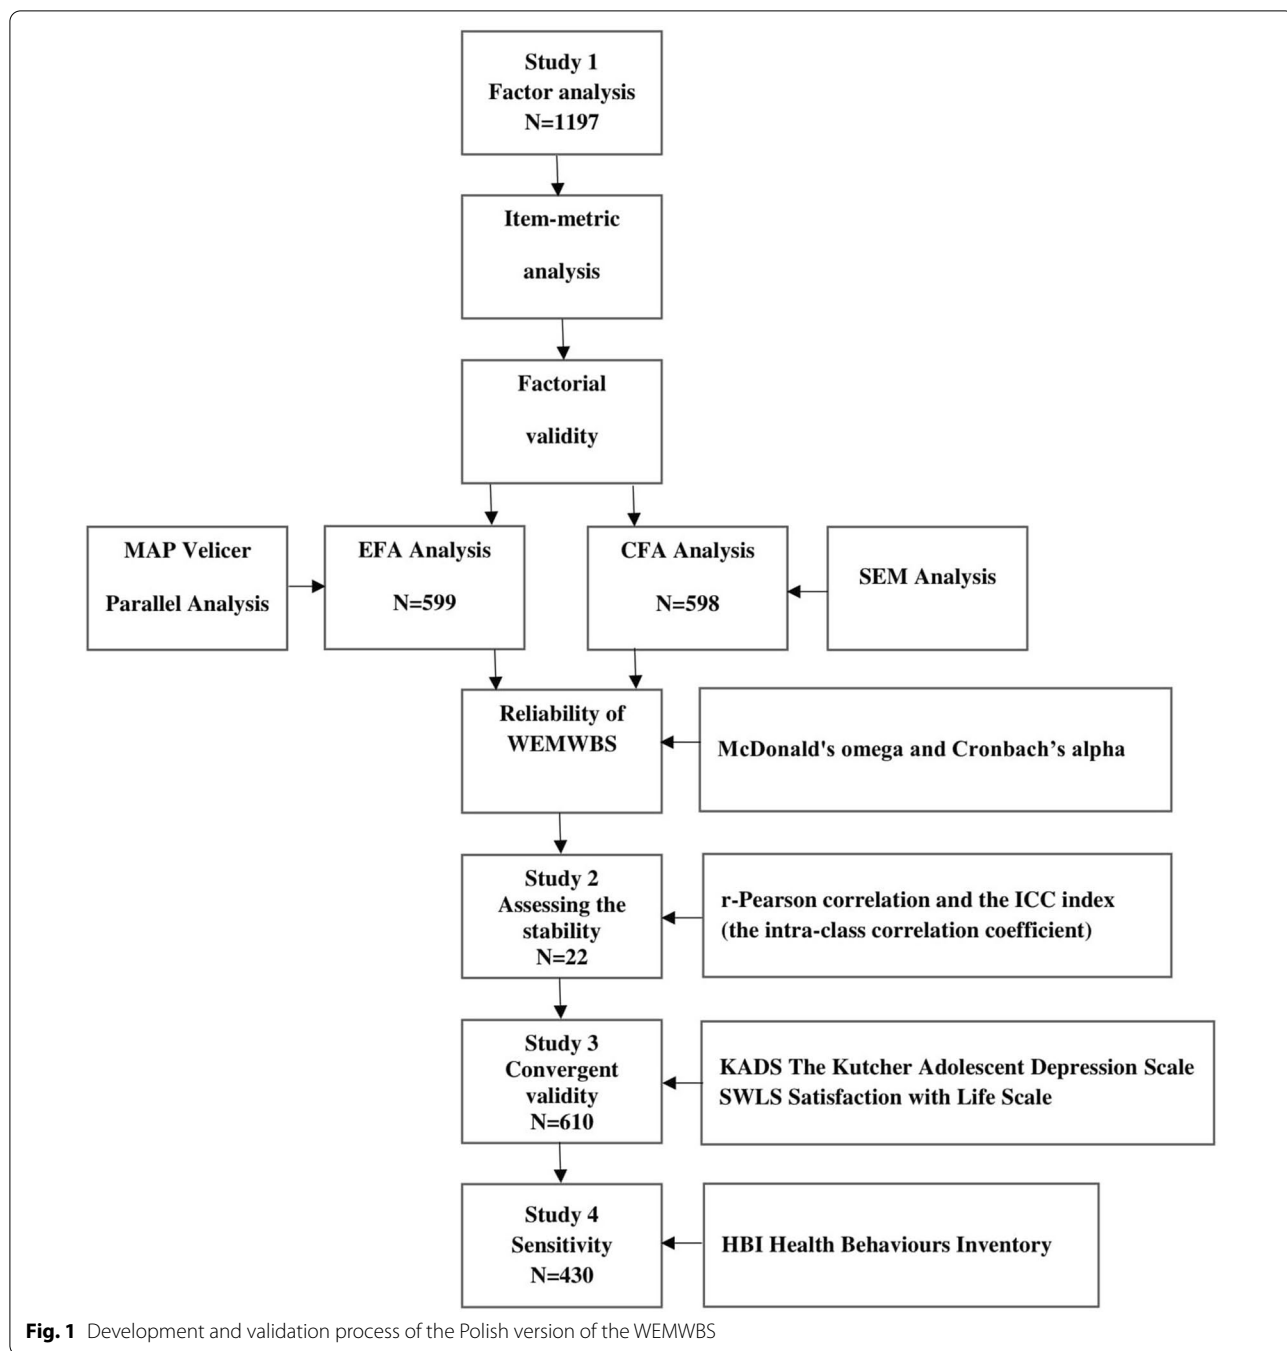 Study 1
Factor analysis
N=1197
Item-metric
analysis
Factorial
validity
MAP Velicer
Parallel Analysis
EFA Analysis
N=599
CFA Analysis
N=598
SEM Analysis
Reliability of
WEMWBS
McDonald's omega and Cronbach’s alpha
Study 2
Assessing the
stability
N=22
r-Pearson correlation and the ICC index
(the intra-class correlation coefficient)
Study 3
Convergent
validity
N=610
KADS The Kutcher Adolescent Depression Scale
SWLS Satisfaction with Life Scale
Study 4
Sensitivity
N=430
HBI Health Behaviours Inventory
Fig. 1 Development and validation process of the Polish version of the WEMWBS